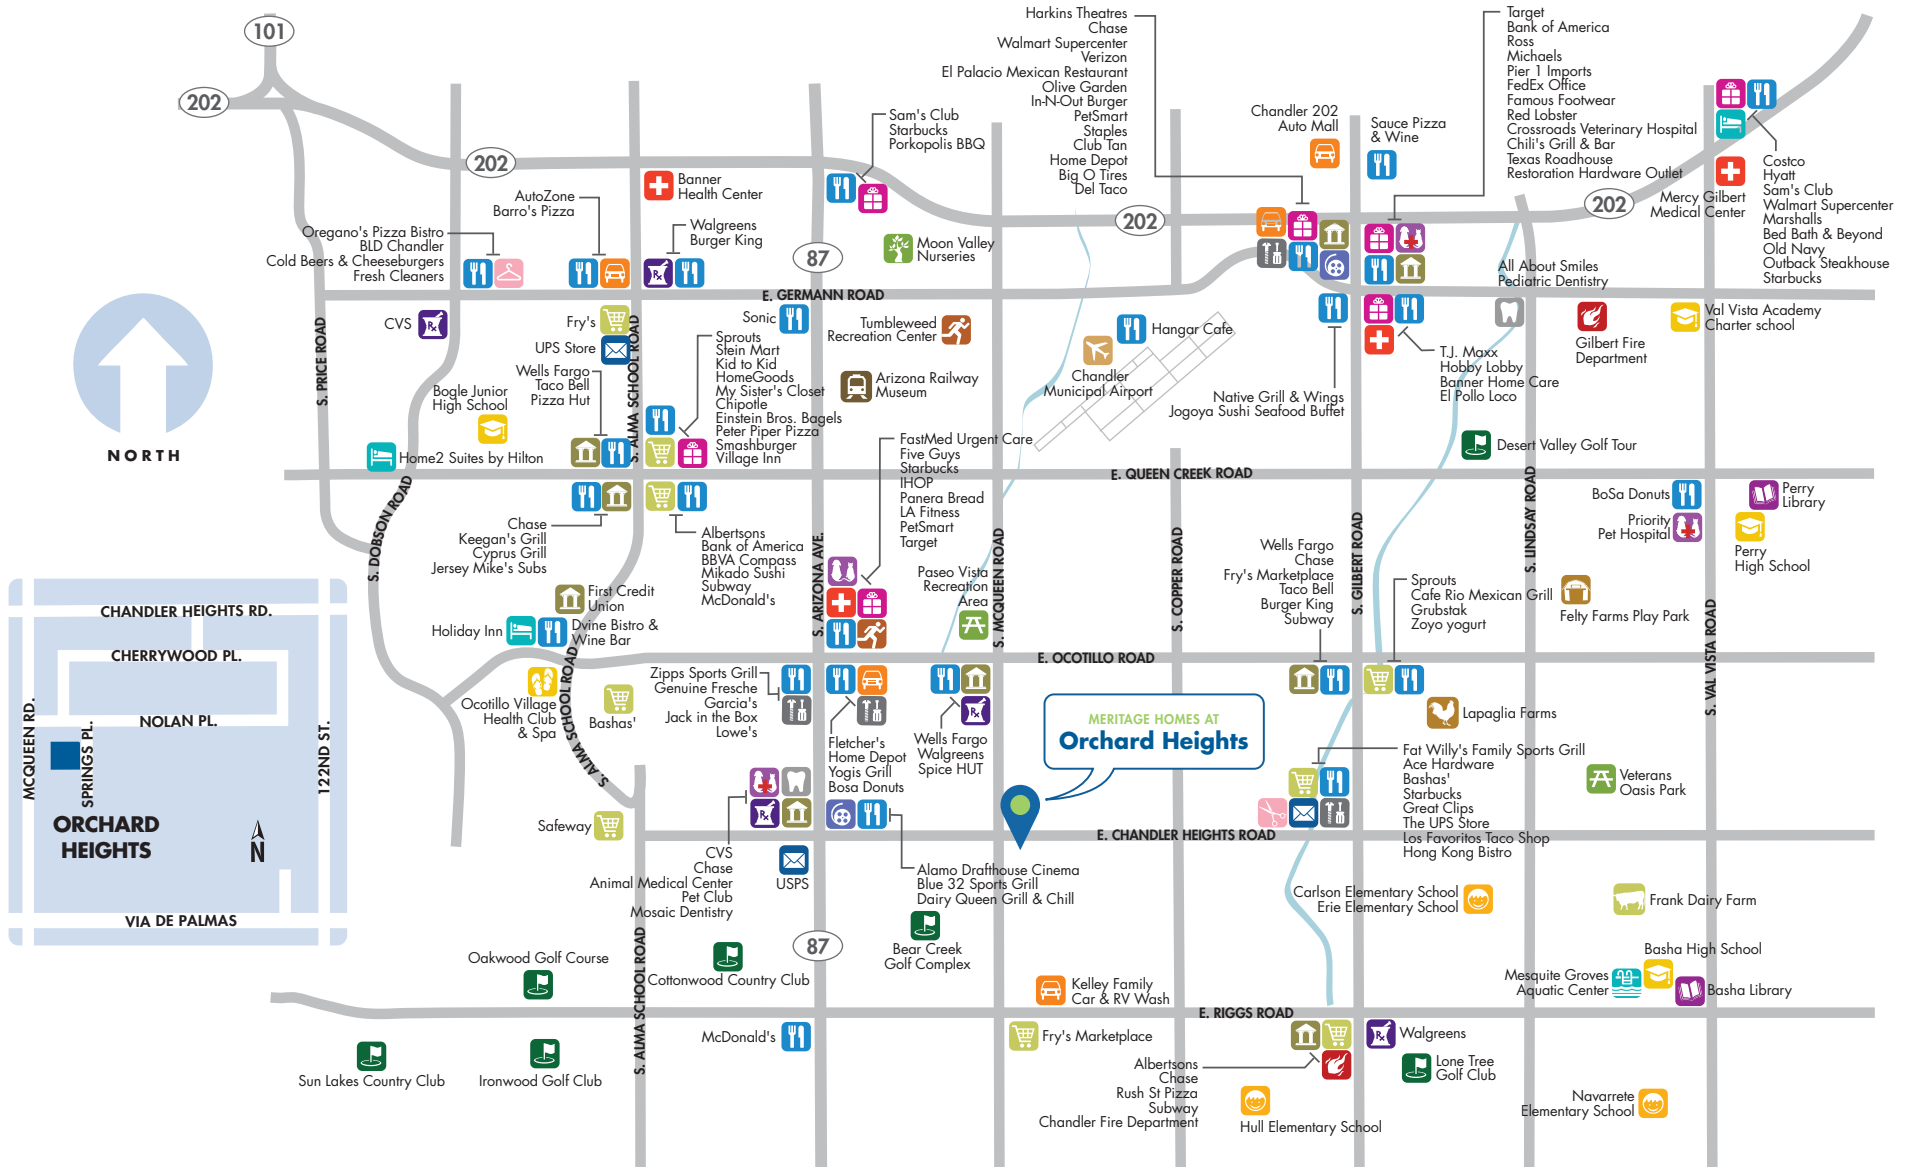 101
202
202
202
202
87
87
Harkins Theatres
Chase
Walmart Supercenter
Verizon
El Palacio Mexican Restaurant
Olive Garden
In-N-Out Burger
PetSmart
Staples
Club Tan
Home Depot
Big O Tires
Del Taco
Target
Bank of America
Ross
Michaels
Pier 1 Imports
FedEx Office
Famous Footwear
Red Lobster
Crossroads Veterinary Hospital
Chili's Grill & Bar
Texas Roadhouse
Restoration Hardware Outlet
Chandler 202
Auto Mall
Sauce Pizza
& Wine
Sam's Club
Starbucks
Porkopolis BBQ
Mercy Gilbert
Medical Center
Costco
Hyatt
Sam's Club
Walmart Supercenter
Marshalls
Bed Bath & Beyond
Old Navy
Outback Steakhouse
Starbucks
Banner
Health Center
AutoZone
Barro's Pizza
Walgreens
Burger King
Oregano's Pizza Bistro
BLD Chandler
Cold Beers & Cheeseburgers
Fresh Cleaners
Moon Valley
Nurseries
All About Smiles
Pediatric Dentistry
E. GERMANN ROAD
CVS
Fry's
UPS Store
Sonic
Tumbleweed
Recreation Center
Hangar Cafe
Chandler
Municipal Airport
Gilbert Fire
Department
Val Vista Academy
Charter school
T.J. Maxx
Hobby Lobby
Banner Home Care
El Pollo Loco
Native Grill & Wings
Jogoya Sushi Seafood Buffet
Sprouts
Stein Mart
Kid to Kid
HomeGoods
My Sister's Closet
Chipotle
Einstein Bros. Bagels
Peter Piper Pizza
Smashburger
Village Inn
Wells Fargo
Taco Bell
Pizza Hut
Arizona Railway
Museum
Bogle Junior
High School
Home2 Suites by Hilton
NORTH
S. PRICE ROAD
S. ALMA SCHOOL ROAD
Desert Valley Golf Tour
E. QUEEN CREEK ROAD
FastMed Urgent Care
Five Guys
Starbucks
IHOP
Panera Bread
LA Fitness
PetSmart
Target
S. DOBSON ROAD
Chase
Keegan's Grill
Cyprus Grill
Jersey Mike's Subs
Albertsons
Bank of America
BBVA Compass
Mikado Sushi
Subway
McDonald's
S. ARIZONA AVE.
S. MCQUEEN ROAD
S. COPPER ROAD
S. GILBERT ROAD
S. LINDSAY ROAD
S. VAL VISTA ROAD
BoSa Donuts
Priority
Pet Hospital
Perry
Library
Perry
High School
Paseo Vista
Recreation
Area
Wells Fargo
Chase
Fry's Marketplace
Taco Bell
Burger King
Subway
Sprouts
Cafe Rio Mexican Grill
Grubstak
Zoyo yogurt
Felty Farms Play Park
First Credit
Union
Holiday Inn
Dvine Bistro &
Wine Bar
E. OCOTILLO ROAD
Ocotillo Village
Health Club
& Spa
S. ALMA SCHOOL ROAD
S. ALMA
Bashas'
Zipps Sports Grill
Genuine Fresche
Garcia's
Jack in the Box
Lowe's
Fletcher's
Home Depot
Yogis Grill
Bosa Donuts
Wells Fargo
Walgreens
Spice HUT
MERITAGE HOMES AT
Orchard Heights
Lapaglia Farms
Fat Willy's Family Sports Grill
Ace Hardware
Bashas'
Starbucks
Great Clips
The UPS Store
Los Favoritos Taco Shop
Hong Kong Bistro
Veterans
Oasis Park
Safeway
E. CHANDLER HEIGHTS ROAD
CVS
Chase
Animal Medical Center
Pet Club
Mosaic Dentistry
USPS
Alamo Drafthouse Cinema
Blue 32 Sports Grill
Dairy Queen Grill & Chill
Bear Creek
Golf Complex
Carlson Elementary School
Erie Elementary School
Frank Dairy Farm
Basha High School
Mesquite Groves
Aquatic Center
Basha Library
Oakwood Golf Course
Cottonwood Country Club
S. ALMA SCHOOL ROAD
Kelley Family
Car & RV Wash
E. RIGGS ROAD
McDonald's
Fry's Marketplace
Walgreens
Lone Tree
Golf Club
Albertsons
Chase
Rush St Pizza
Subway
Chandler Fire Department
Hull Elementary School
Navarrete
Elementary School
Sun Lakes Country Club
Ironwood Golf Club
CHANDLER HEIGHTS RD.
CHERRYWOOD PL.
NOLAN PL.
MCQUEEN RD.
SPRINGS PL.
122ND ST.
ORCHARD
HEIGHTS
N
VIA DE PALMAS